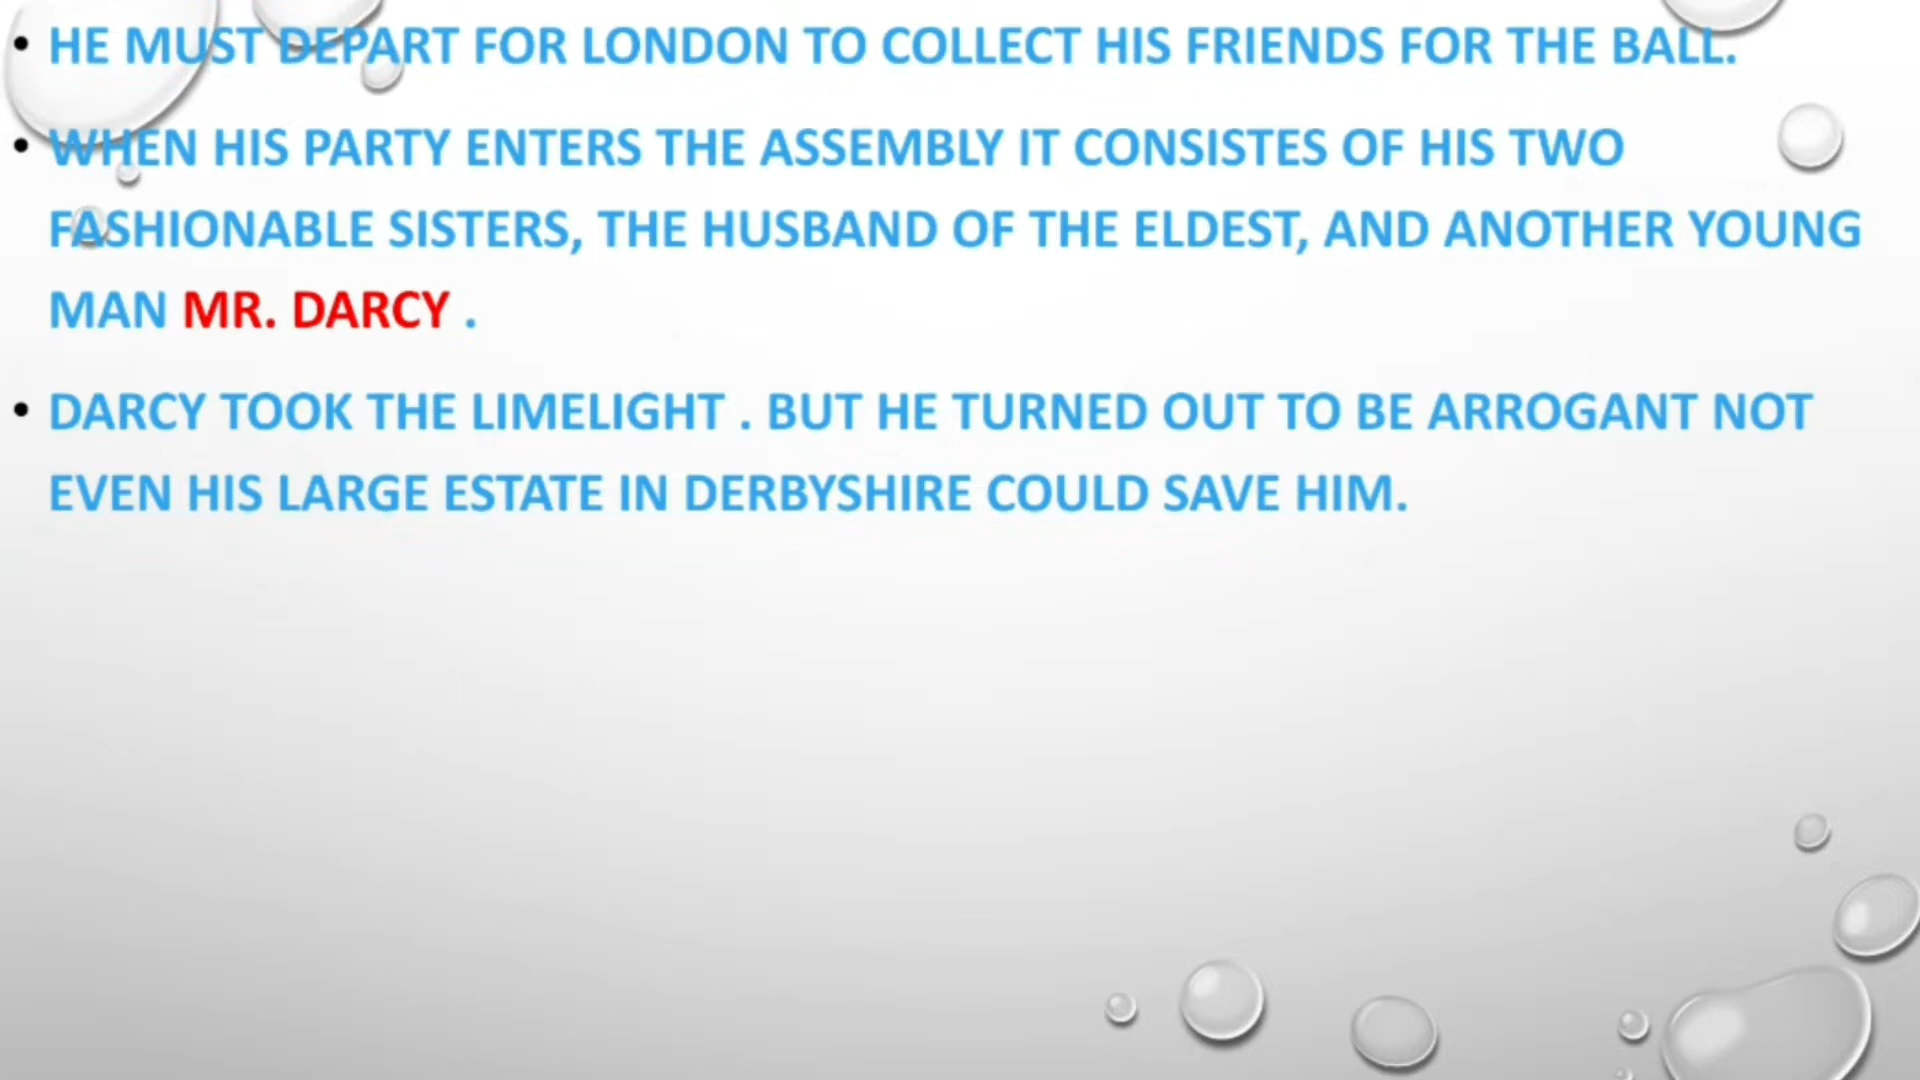 • HE MUST DEPART FOR LONDON TO COLLECT HIS FRIENDS FOR THE BALL.
• WHEN HIS PARTY ENTERS THE ASSEMBLY IT CONSISTES OF HIS TWO
FASHIONABLE SISTERS, THE HUSBAND OF THE ELDEST, AND ANOTHER YOUNG
MAN MR. DARCY .
• DARCY TOOK THE LIMELIGHT . BUT HE TURNED OUT TO BE ARROGANT NOT
EVEN HIS LARGE ESTATE IN DERBYSHIRE COULD SAVE HIM.